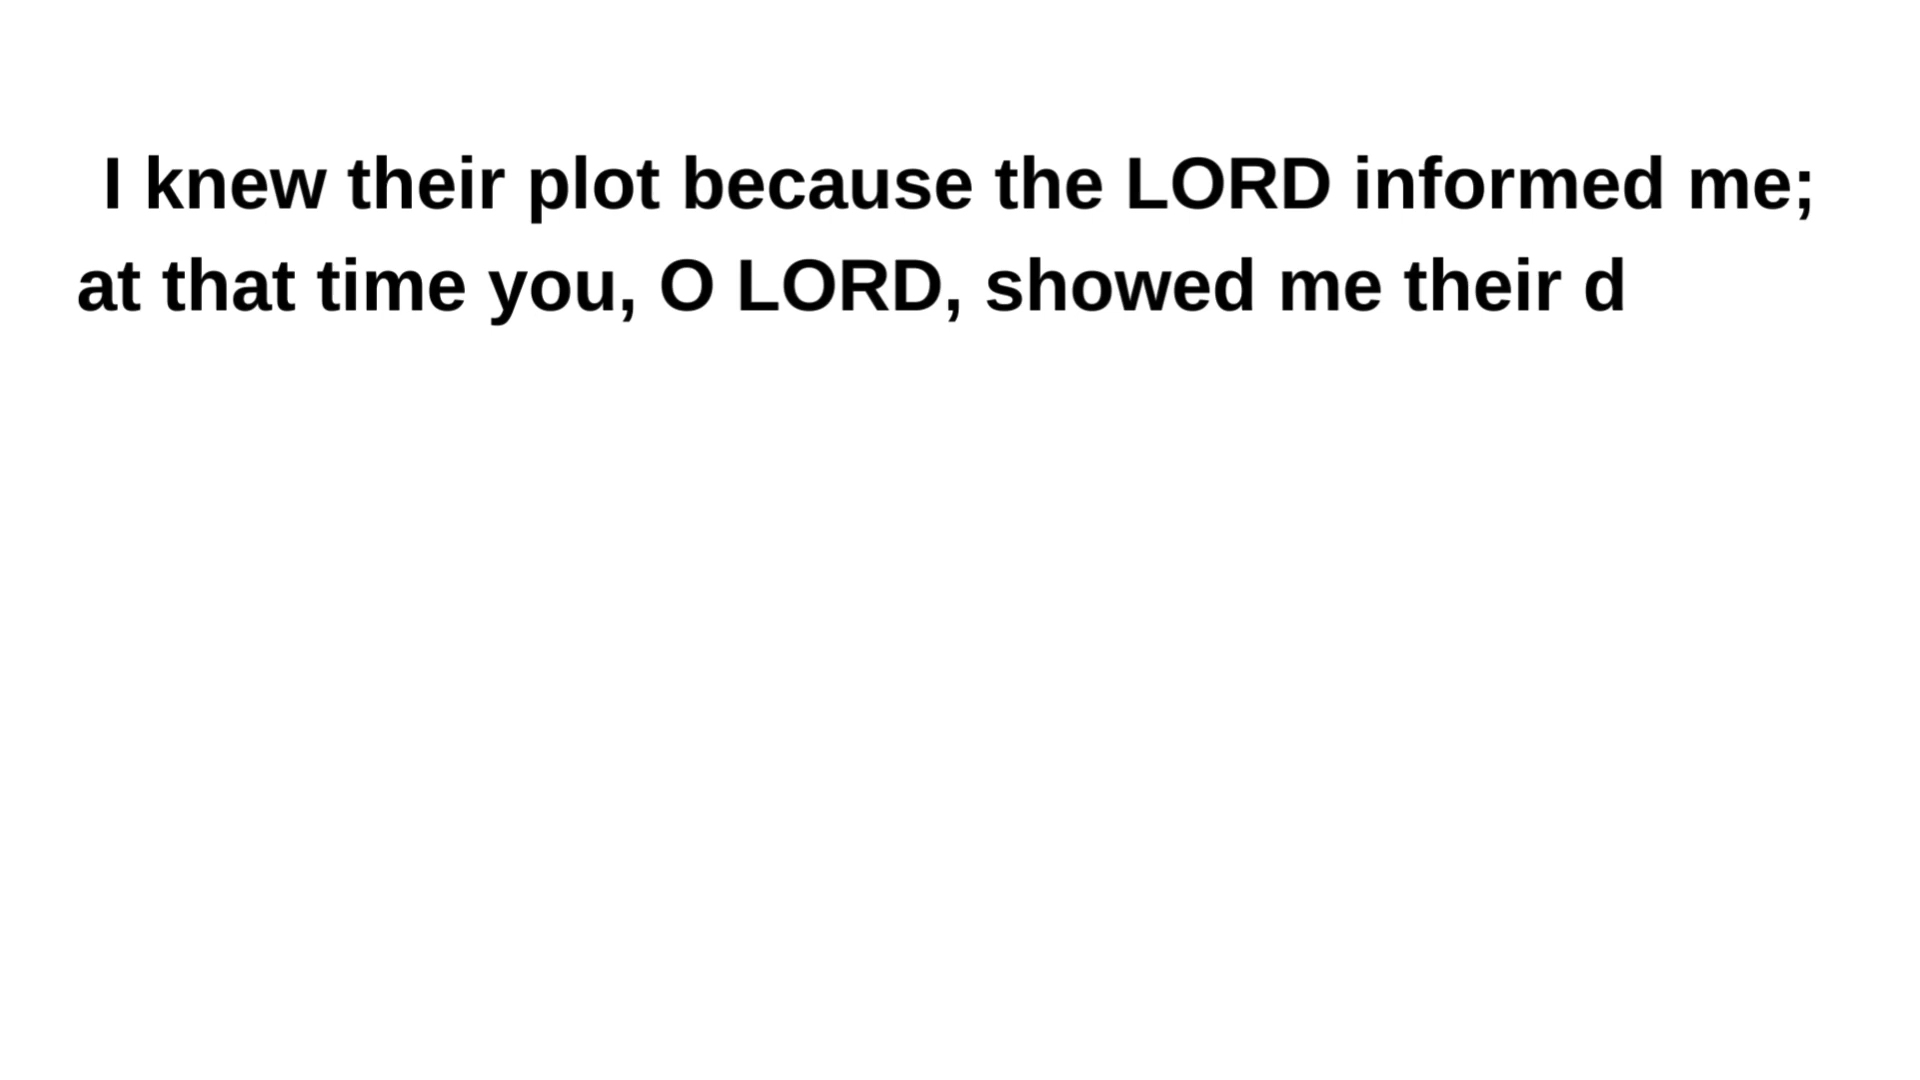 I knew their plot because the LORD informed me;
at that time you, O LORD, showed me their d